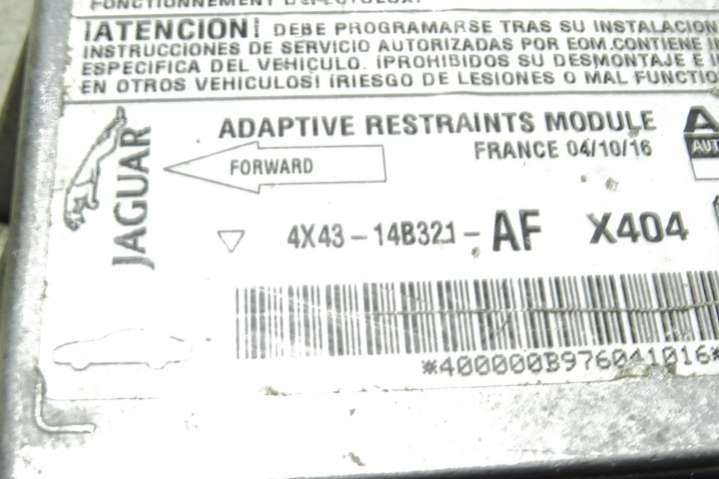 FONCTIONNEMENT DEFECTUEUX!
¡ATENCION! DEBE PROGRAMARSE TRAS SU INSTALACION
INSTRUCCIONES DE SERVICIO AUTORIZADAS POR EOM.CONTIENE
ESPECIFICA DEL VEHICULO. ¡PROHIBIDOS SU DESMONTAJE E
EN OTROS VEHICULOS! ¡RIESGO DE LESIONES O MAL FUNCTIO
JAGUAR
ADAPTIVE RESTRAINTS MODULE
FRANCE 04/10/16
AUT
FORWARD
4X43-14B321-AF X404
*400000B976041016*